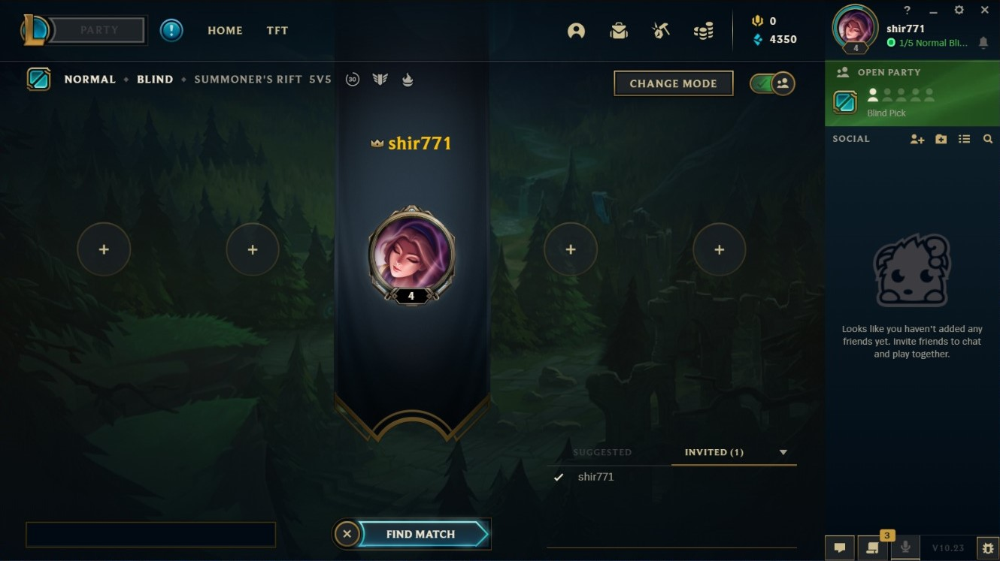 PARTY
HOME
TFT
0
4350
?
shir771
1/5 Normal Bli...
4
NORMAL ◆ BLIND ◆ SUMMONER'S RIFT 5V5
30
CHANGE MODE
OPEN PARTY
Blind Pick
SOCIAL
shir771
4
Looks like you haven't added any
friends yet. Invite friends to chat
and play together.
SUGGESTED
INVITED (1)
shir771
FIND MATCH
3
V10.23